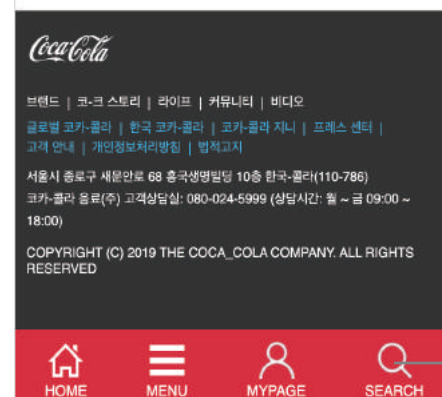 Coca-Cola
브랜드 | 코-크 스토리 | 라이프 | 커뮤니티 | 비디오
글로벌 코카-콜라 | 한국 코카-콜라 | 코카-콜라 지니 | 프레스 센터 |
고객 안내 | 개인정보처리방침 | 법적고지
서울시 종로구 새문안로 68 흥국생명빌딩 10층 한국-콜라(110-786)
코카-콜라 음료(주) 고객상담실: 080-024-5999 (상담시간: 월 ~ 금 09:00 ~
18:00)
COPYRIGHT (C) 2019 THE COCA_COLA COMPANY. ALL RIGHTS
RESERVED
HOME MENU MYPAGE SEARCH